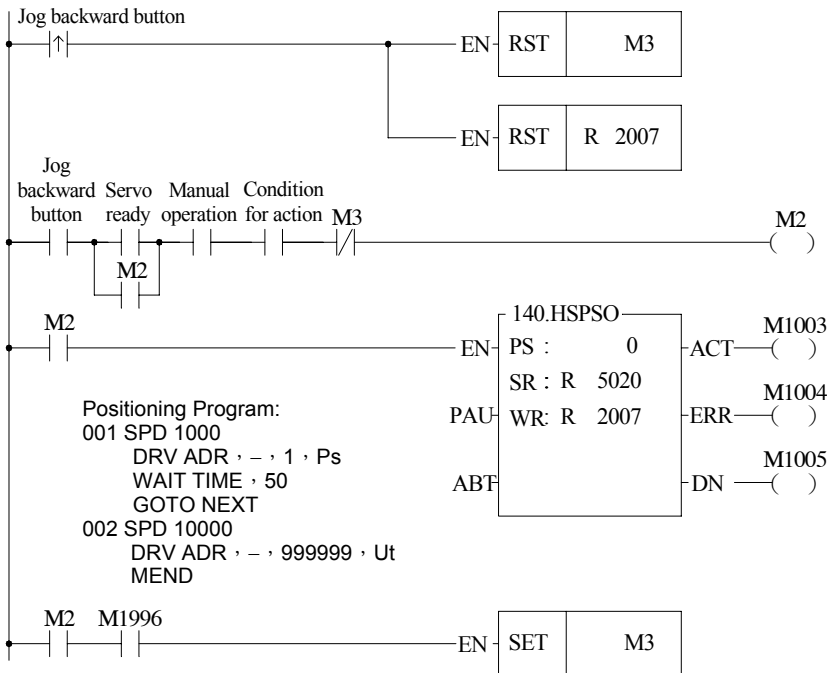 Jog backward button
EN RST M3
EN RST R 2007
Jog
backward Servo Manual Condition
button ready operation for action M3
M2
M2
M2
140.HSPSO
EN PS : 0 ACT M1003
SR : R 5020
PAU WR: R 2007 ERR M1004
ABT DN M1005
Positioning Program:
001 SPD 1000
DRV ADR , – , 1 , Ps
WAIT TIME , 50
GOTO NEXT
002 SPD 10000
DRV ADR , – , 999999 , Ut
MEND
M2 M1996
EN SET M3